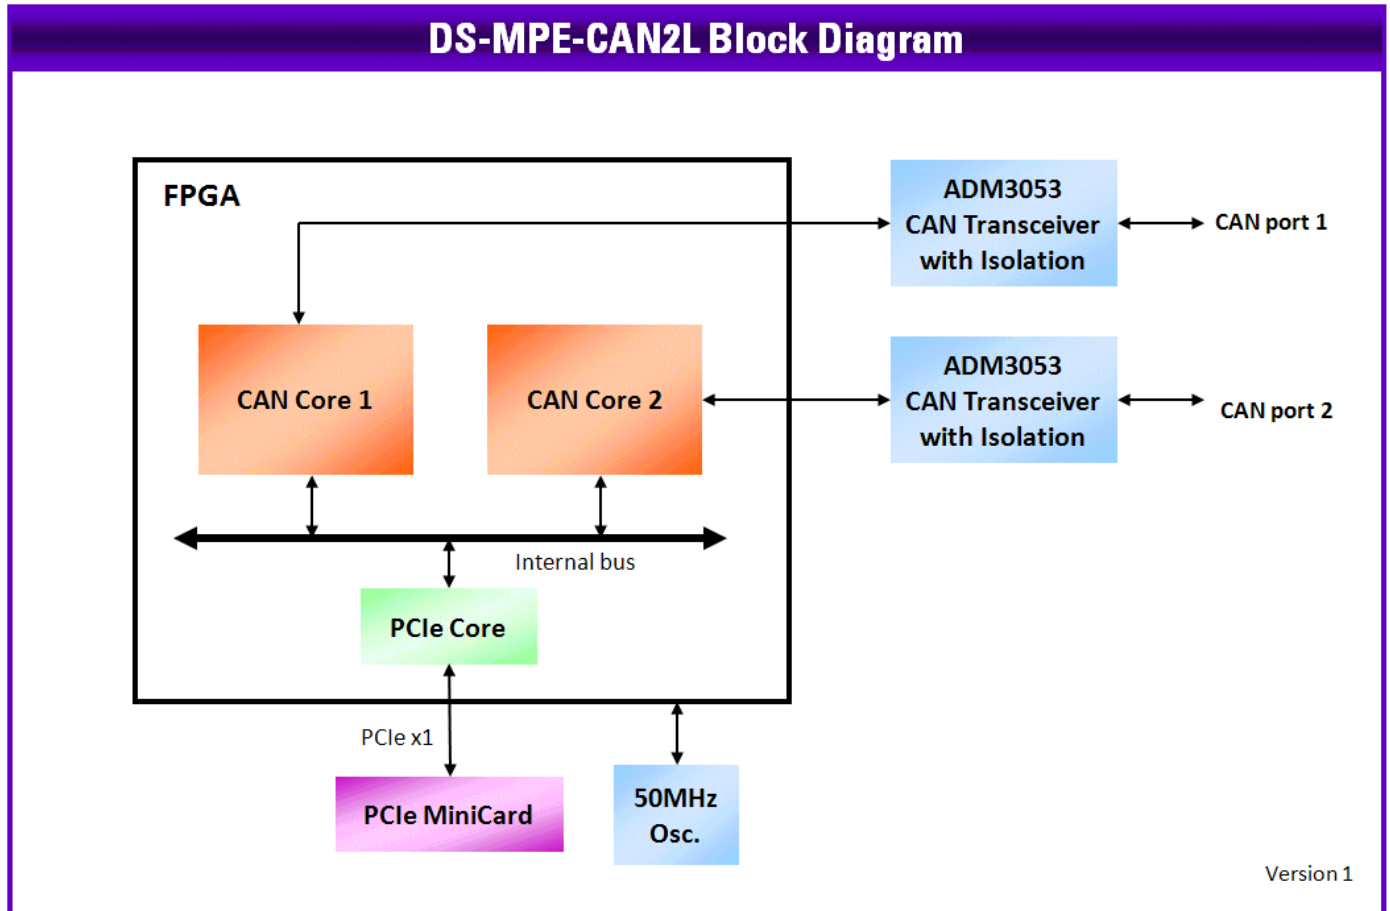 DS-MPE-CAN2L Block Diagram
FPGA
ADM3053
CAN Transceiver
with Isolation
CAN port 1
CAN Core 1
CAN Core 2
ADM3053
CAN Transceiver
with Isolation
CAN port 2
Internal bus
PCIe Core
PCIe x1
PCIe MiniCard
50MHz
Osc.
Version 1